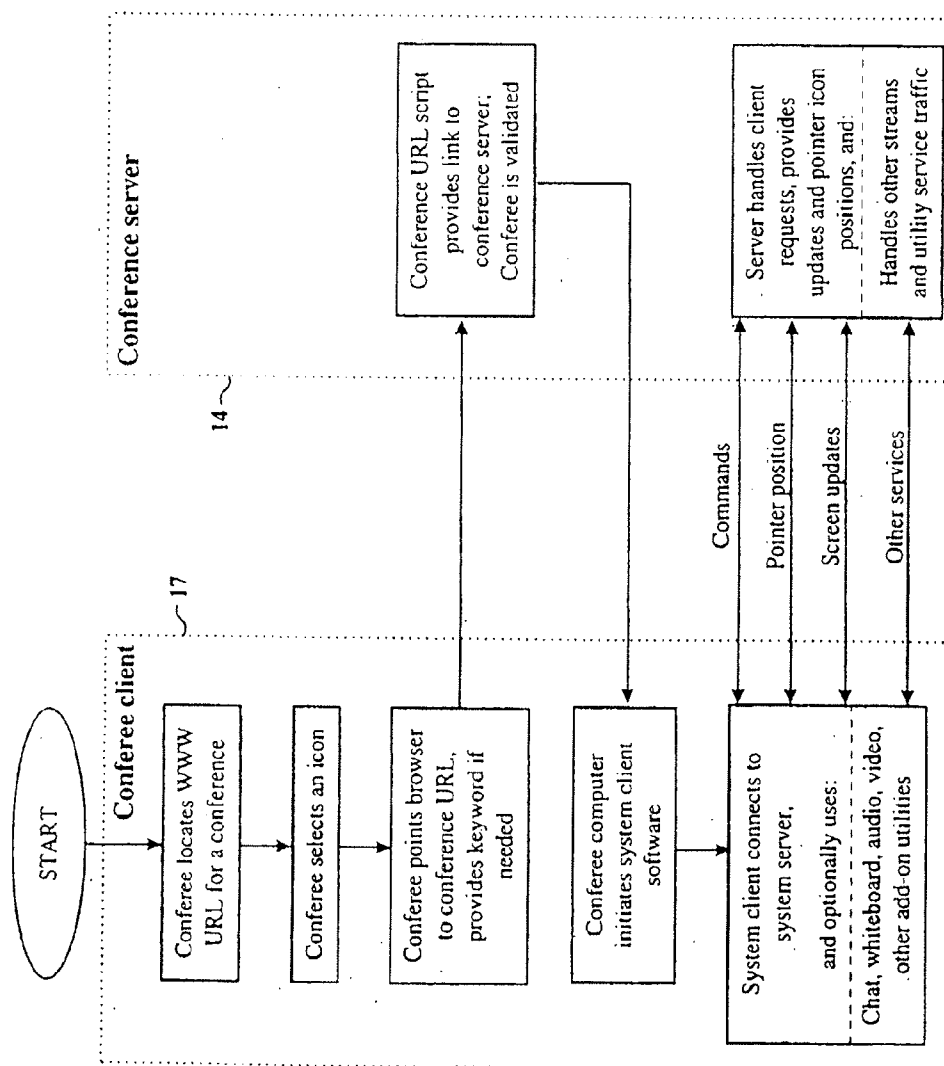 START
Conferee client
17
Conferee locates WWW
URL for a conference
Conferee selects an icon
Conferee points browser
to conference URL,
provides keyword if
needed
Conferee computer
initiates system client
software
System client connects to
system server,
and optionally uses:
Chat, whiteboard, audio, video,
other add-on utilities
Commands
Pointer position
Screen updates
Other services
14
Conference server
Conference URL script
provides link to
conference server;
Conferee is validated
Server handles client
requests, provides
updates and pointer icon
positions, and:
Handles other streams
and utility service traffic